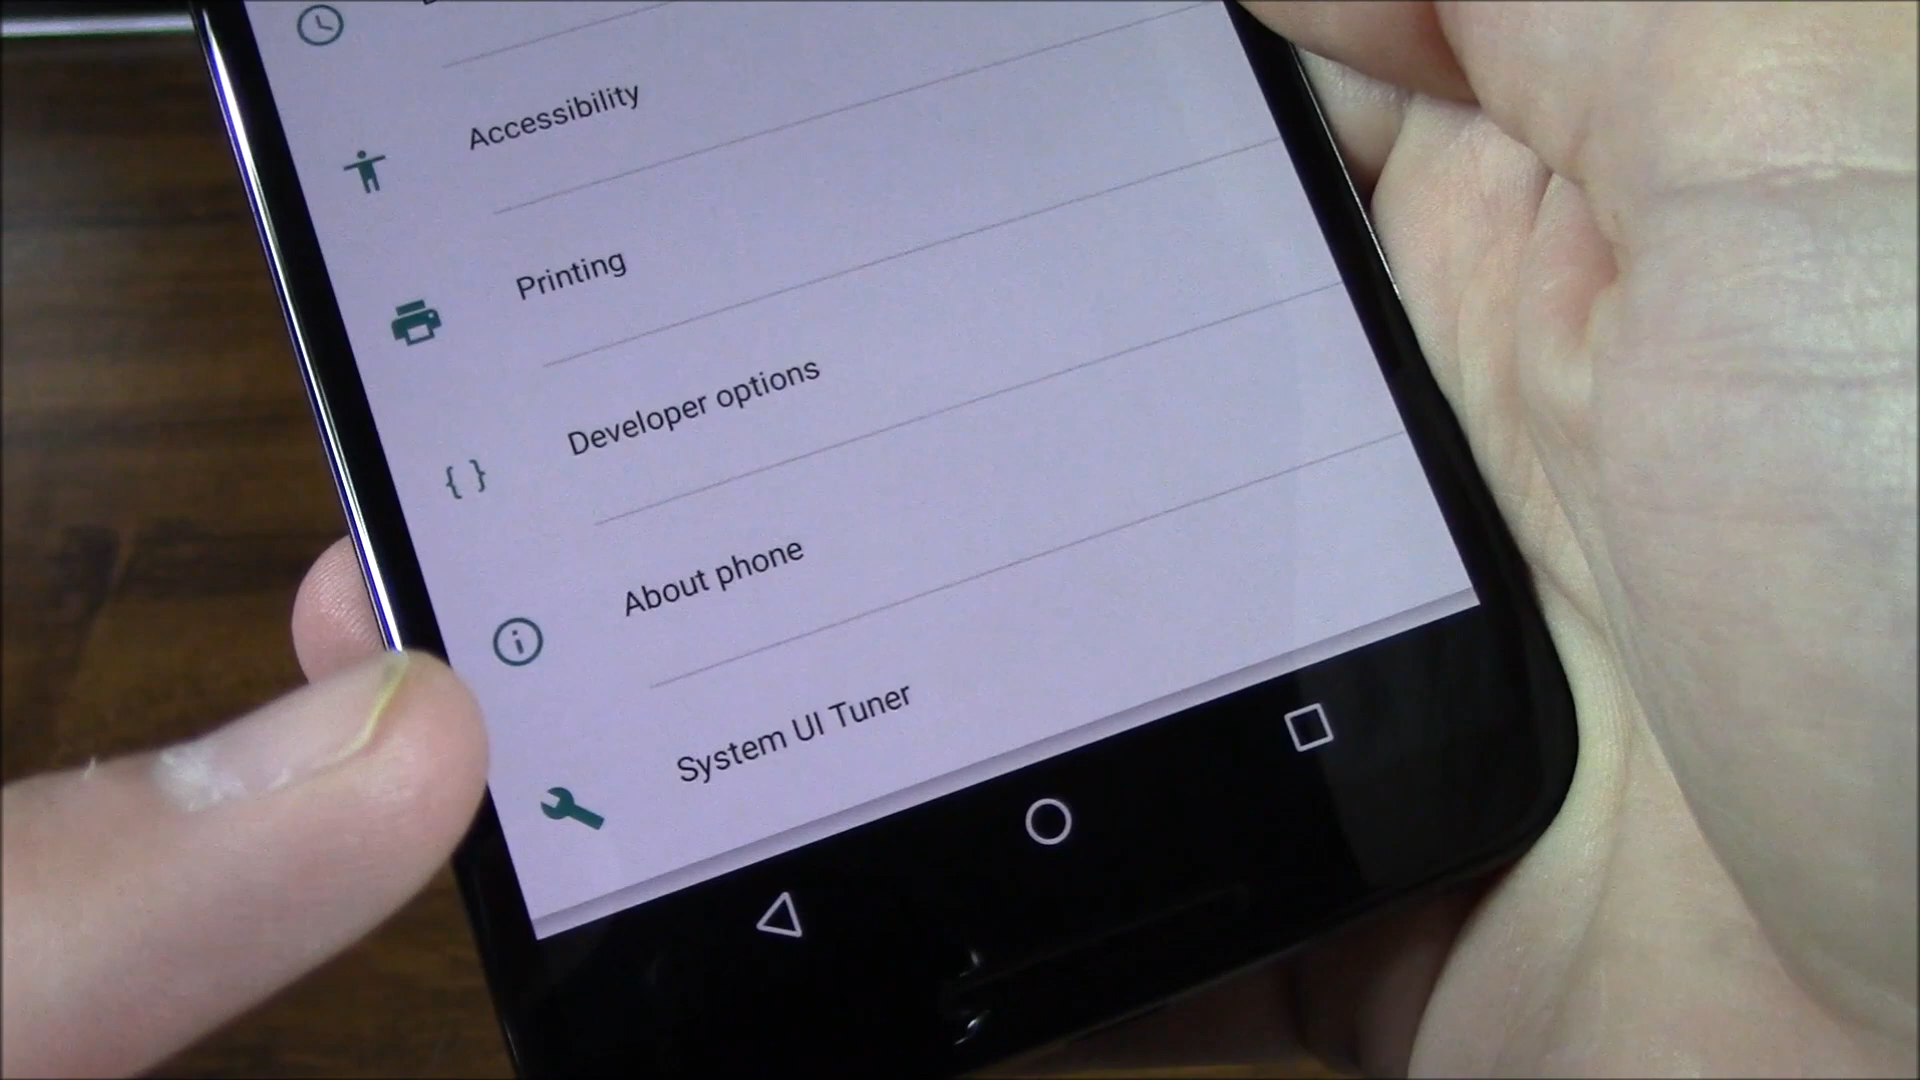 Accessibility
Printing
Developer options
About phone
System UI Tuner